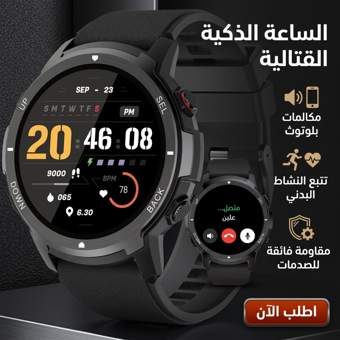 الساعة الذكية
القتالية
مكالمات
بلوتوث
تتبع النشاط
البدني
مقاومة فائقة
للصدمات
اطلب الآن
UP
SEL
DOWN
BACK
SEP - 23
S M T W T F S
PM
20 46 08
9000
BPM
78
065
6.30
متصل...
علين